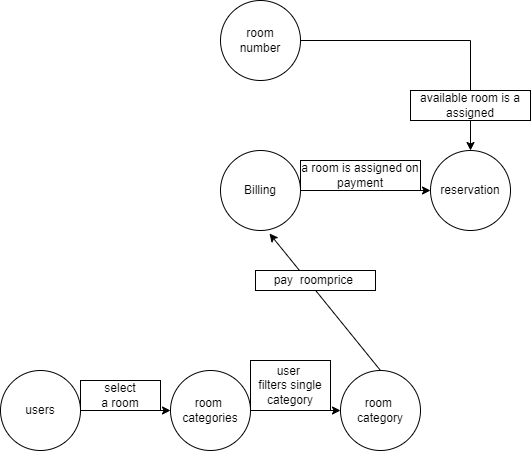 room
number
available room is a
assigned
Billing
a room is assigned on
payment
reservation
pay  roomprice
users
select
a room
room
categories
user
filters single
category
room
category